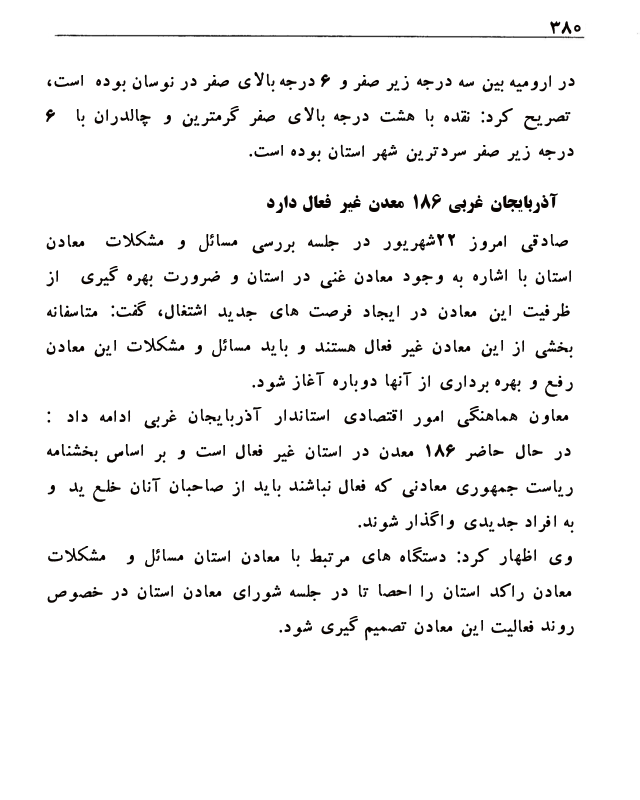 ۳۸۰
در ارومیه بین سه درجه زیر صفر و ۶ درجه بالای صفر در نوسان بوده است،
تصریح کرد: نقده با هشت درجه بالای صفر گرمترین و چالدران با ۶
درجه زیر صفر سردترین شهر استان بوده است.
آذربایجان غربی ۱۸۶ معدن غیر فعال دارد
صادقی امروز ۲۲شهریور در جلسه بررسی مسائل و مشکلات معادن
استان با اشاره به وجود معادن غنی در استان و ضرورت بهره گیری از
ظرفیت این معادن در ایجاد فرصت های جدید اشتغال، گفت: متاسفانه
بخشی از این معادن غیر فعال هستند و باید مسائل و مشکلات این معادن
رفع و بهره برداری از آنها دوباره آغاز شود.
معاون هماهنگی امور اقتصادی استاندار آذربایجان غربی ادامه داد :
در حال حاضر ۱۸۶ معدن در استان غیر فعال است و بر اساس بخشنامه
ریاست جمهوری معادنی که فعال نباشند باید از صاحبان آنان خلع ید و
به افراد جدیدی واگذار شوند.
وی اظهار کرد: دستگاه های مرتبط با معادن استان مسائل و مشکلات
معادن راکد استان را احصا تا در جلسه شورای معادن استان در خصوص
روند فعالیت این معادن تصمیم گیری شود.